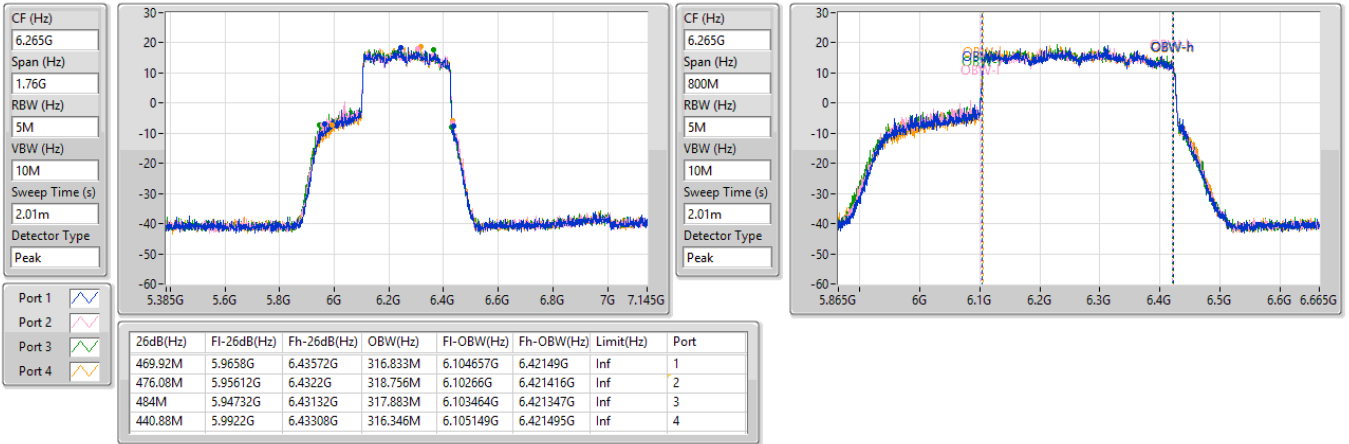 CF (Hz)
6.265G
Span (Hz)
1.76G
RBW (Hz)
5M
VBW (Hz)
10M
Sweep Time (s)
2.01m
Detector Type
Peak
30
20
10
0
-10
-20
-30
-40
-50
-60
5.385G 5.6G 5.8G 6G 6.2G 6.4G 6.6G 6.8G 7G 7.145G
CF (Hz)
6.265G
Span (Hz)
800M
RBW (Hz)
5M
VBW (Hz)
10M
Sweep Time (s)
2.01m
Detector Type
Peak
30
20
10
0
-10
-20
-30
-40
-50
-60
OBW-l
OBW-h
5.865G 6G 6.1G 6.2G 6.3G 6.4G 6.5G 6.6G 6.665G
Port 1
Port 2
Port 3
Port 4
26dB(Hz) Fl-26dB(Hz) Fh-26dB(Hz) OBW(Hz) Fl-OBW(Hz) Fh-OBW(Hz) Limit(Hz) Port
469.92M 5.9658G 6.43572G 316.833M 6.104657G 6.42149G Inf 1
476.08M 5.95612G 6.4322G 318.756M 6.10266G 6.421416G Inf 2
484M 5.94732G 6.43132G 317.883M 6.103464G 6.421347G Inf 3
440.88M 5.9922G 6.43308G 316.346M 6.105149G 6.421495G Inf 4